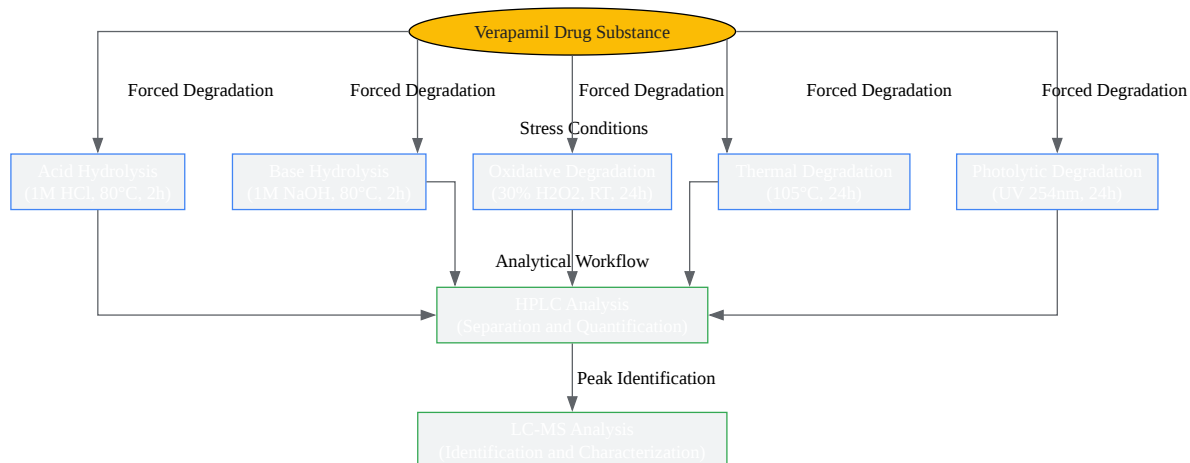 Verapamil Drug Substance
Forced Degradation
Forced Degradation
Forced Degradation
Forced Degradation
Forced Degradation
Stress Conditions
Acid Hydrolysis
(1M HCl, 80°C, 2h)
Base Hydrolysis
(1M NaOH, 80°C, 2h)
Oxidative Degradation
(30% H2O2, RT, 24h)
Thermal Degradation
(105°C, 24h)
Photolytic Degradation
(UV 254nm, 24h)
Analytical Workflow
HPLC Analysis
(Separation and Quantification)
Peak Identification
LC-MS Analysis
(Identification and Characterization)